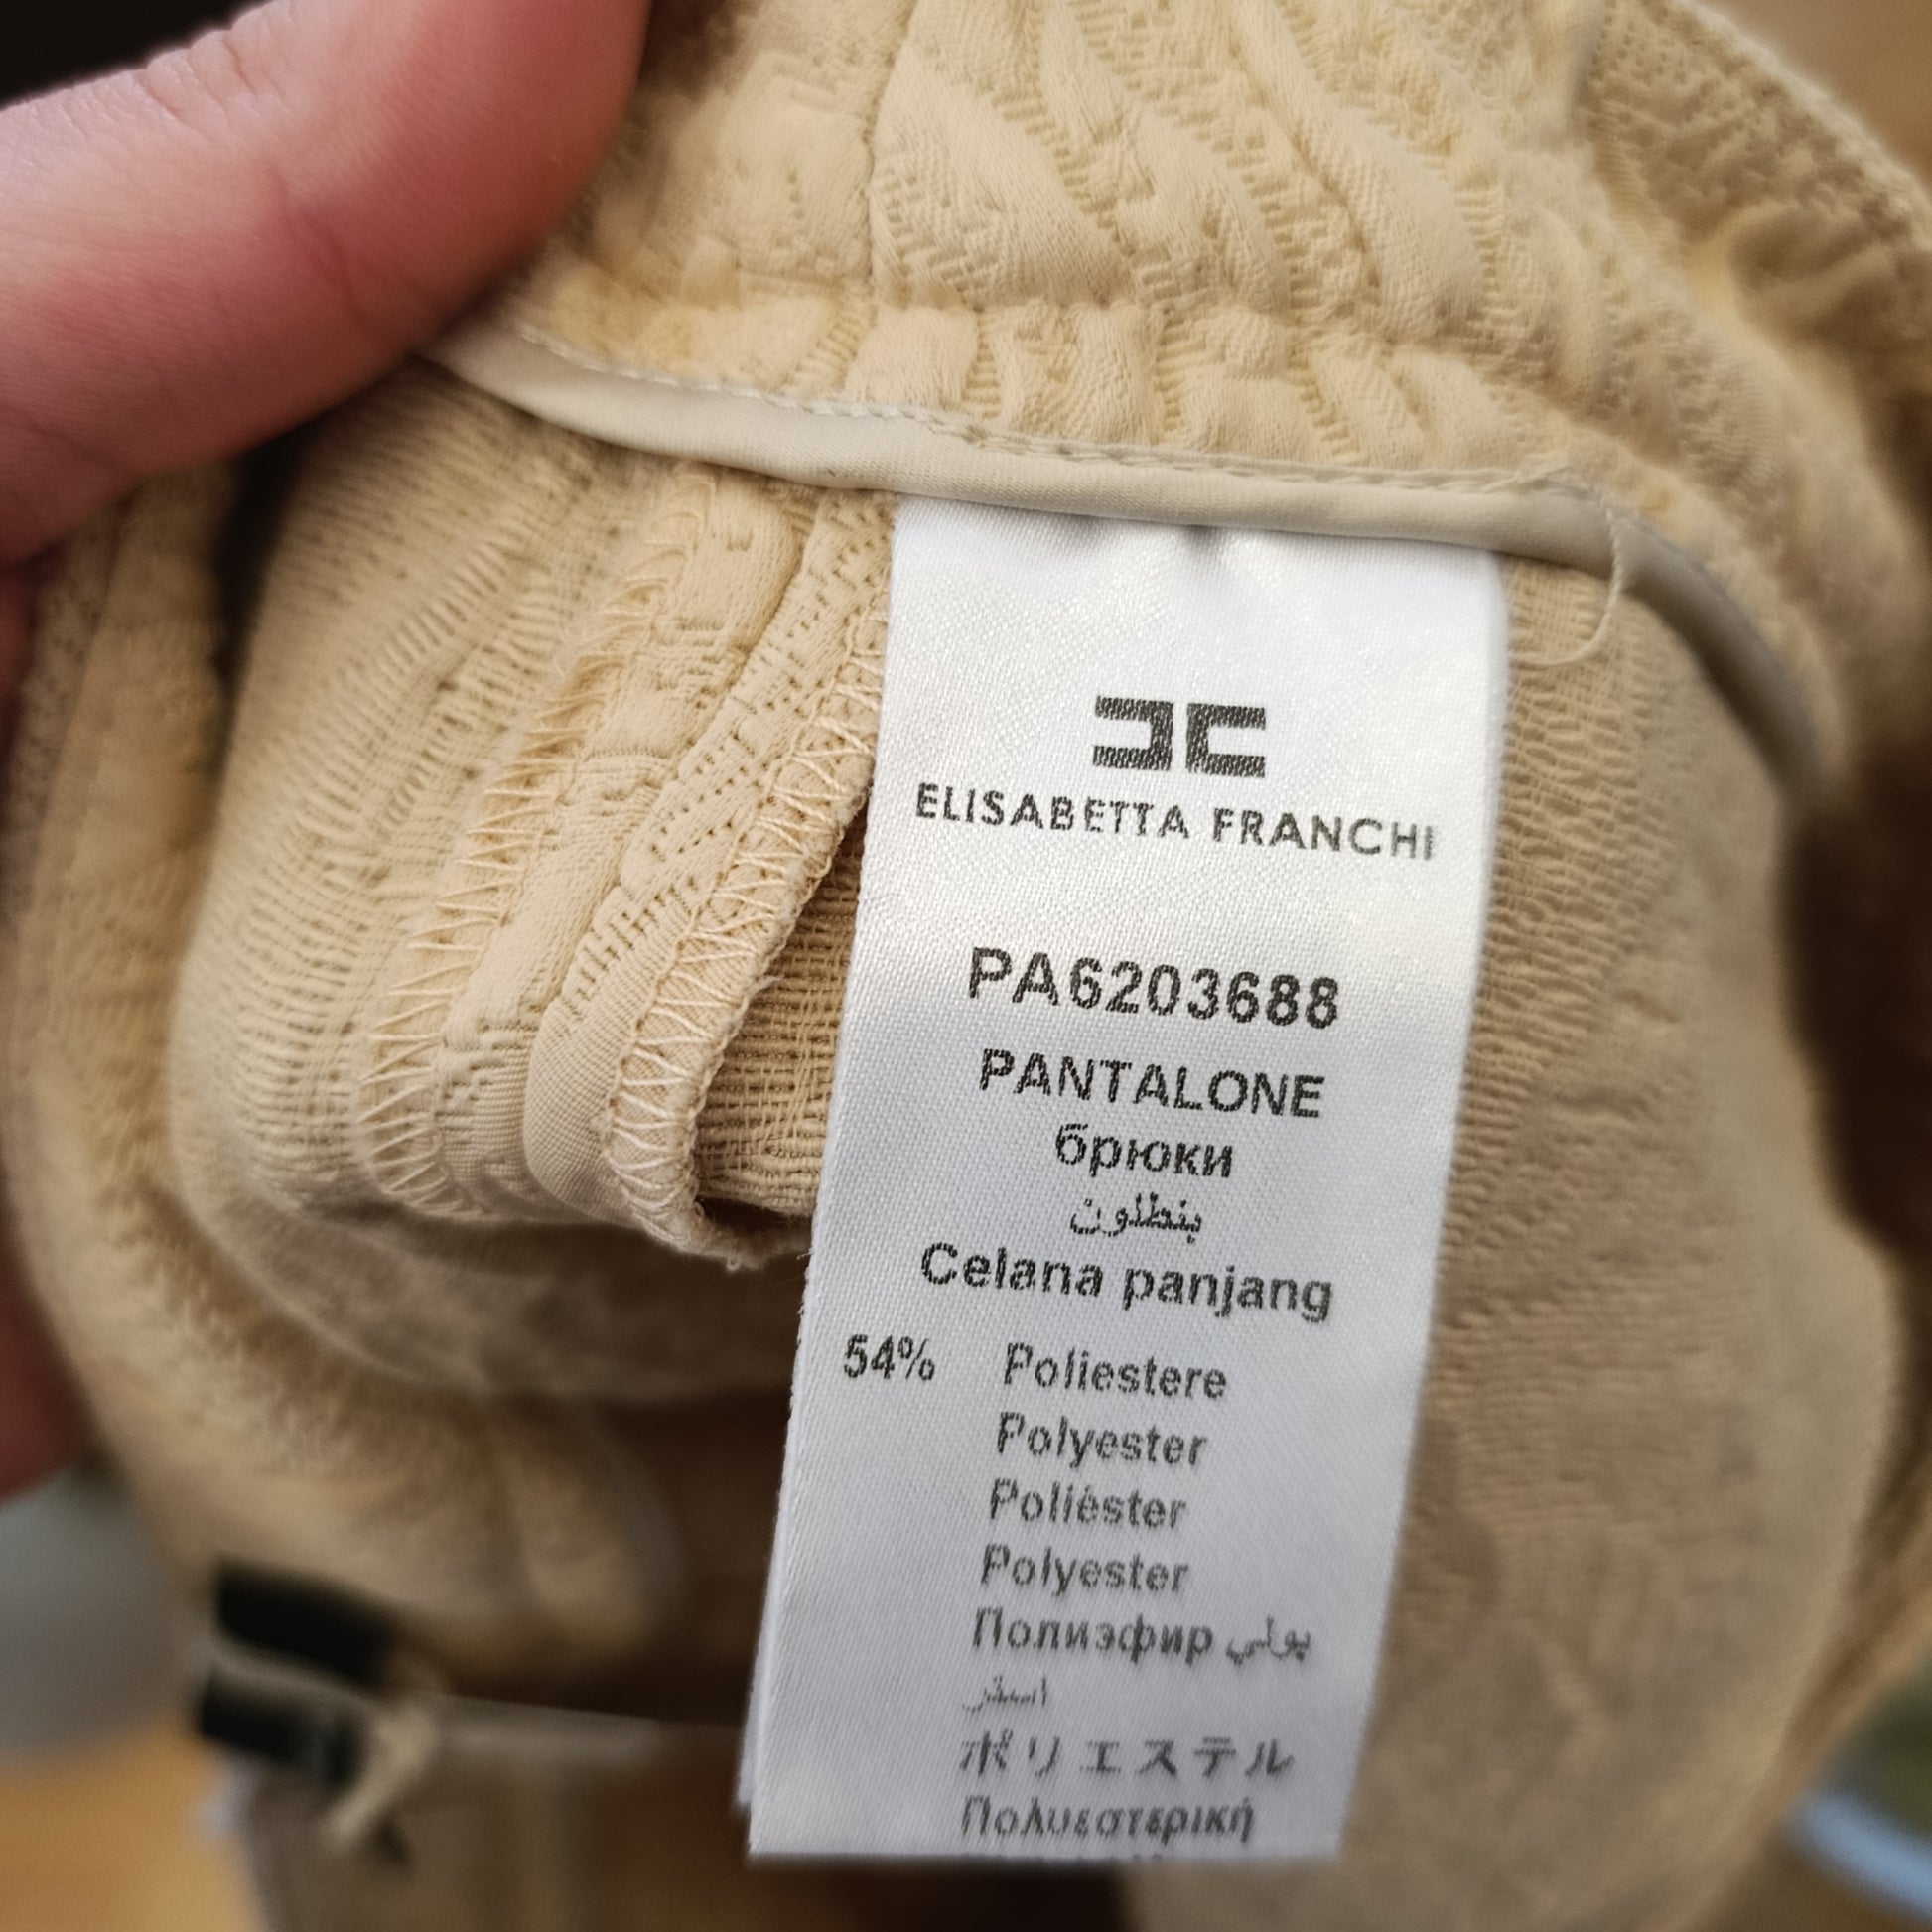 ELISABETTA FRANCHI
PA6203688
PANTALONE
брюки
بنطلون
Celana panjang
54% Poliestere
Polyester
Poliéster
Polyester
Полиэфир بولي
استر
ポリエステル
Πολυεστερική